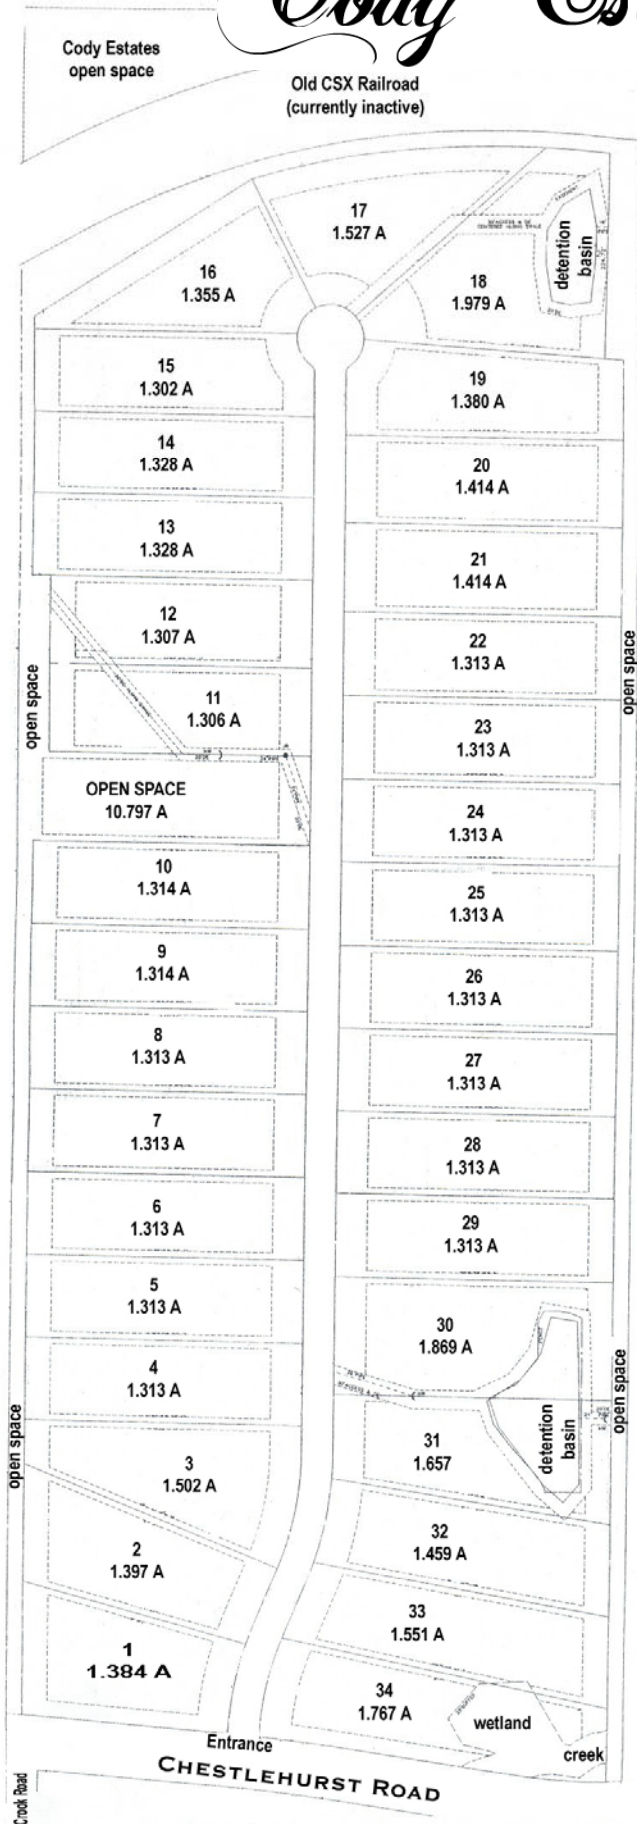 Cody Es
Cody Estates
open space
Old CSX Railroad
(currently inactive)
17
1.527 A
16
1.355 A
18
1.979 A
detention
basin
15
1.302 A
19
1.380 A
14
1.328 A
20
1.414 A
13
1.328 A
21
1.414 A
12
1.307 A
22
1.313 A
open space
open space
11
1.306 A
23
1.313 A
OPEN SPACE
10.797 A
24
1.313 A
10
1.314 A
25
1.313 A
9
1.314 A
26
1.313 A
8
1.313 A
27
1.313 A
7
1.313 A
28
1.313 A
6
1.313 A
29
1.313 A
5
1.313 A
30
1.869 A
4
1.313 A
open space
open space
31
1.657
detention
basin
3
1.502 A
32
1.459 A
2
1.397 A
33
1.551 A
1
1.384 A
34
1.767 A
wetland
creek
Entrance
CHESTLEHURST ROAD
Crook Road